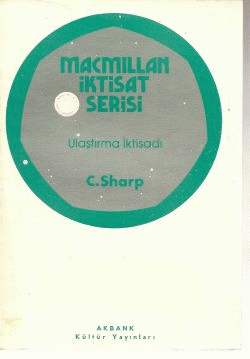 MACMILLAN
İKTİSAT
SERİSİ
Ulaştırma İktisadı
C.Sharp
AKBANK
Kültür Yayınları